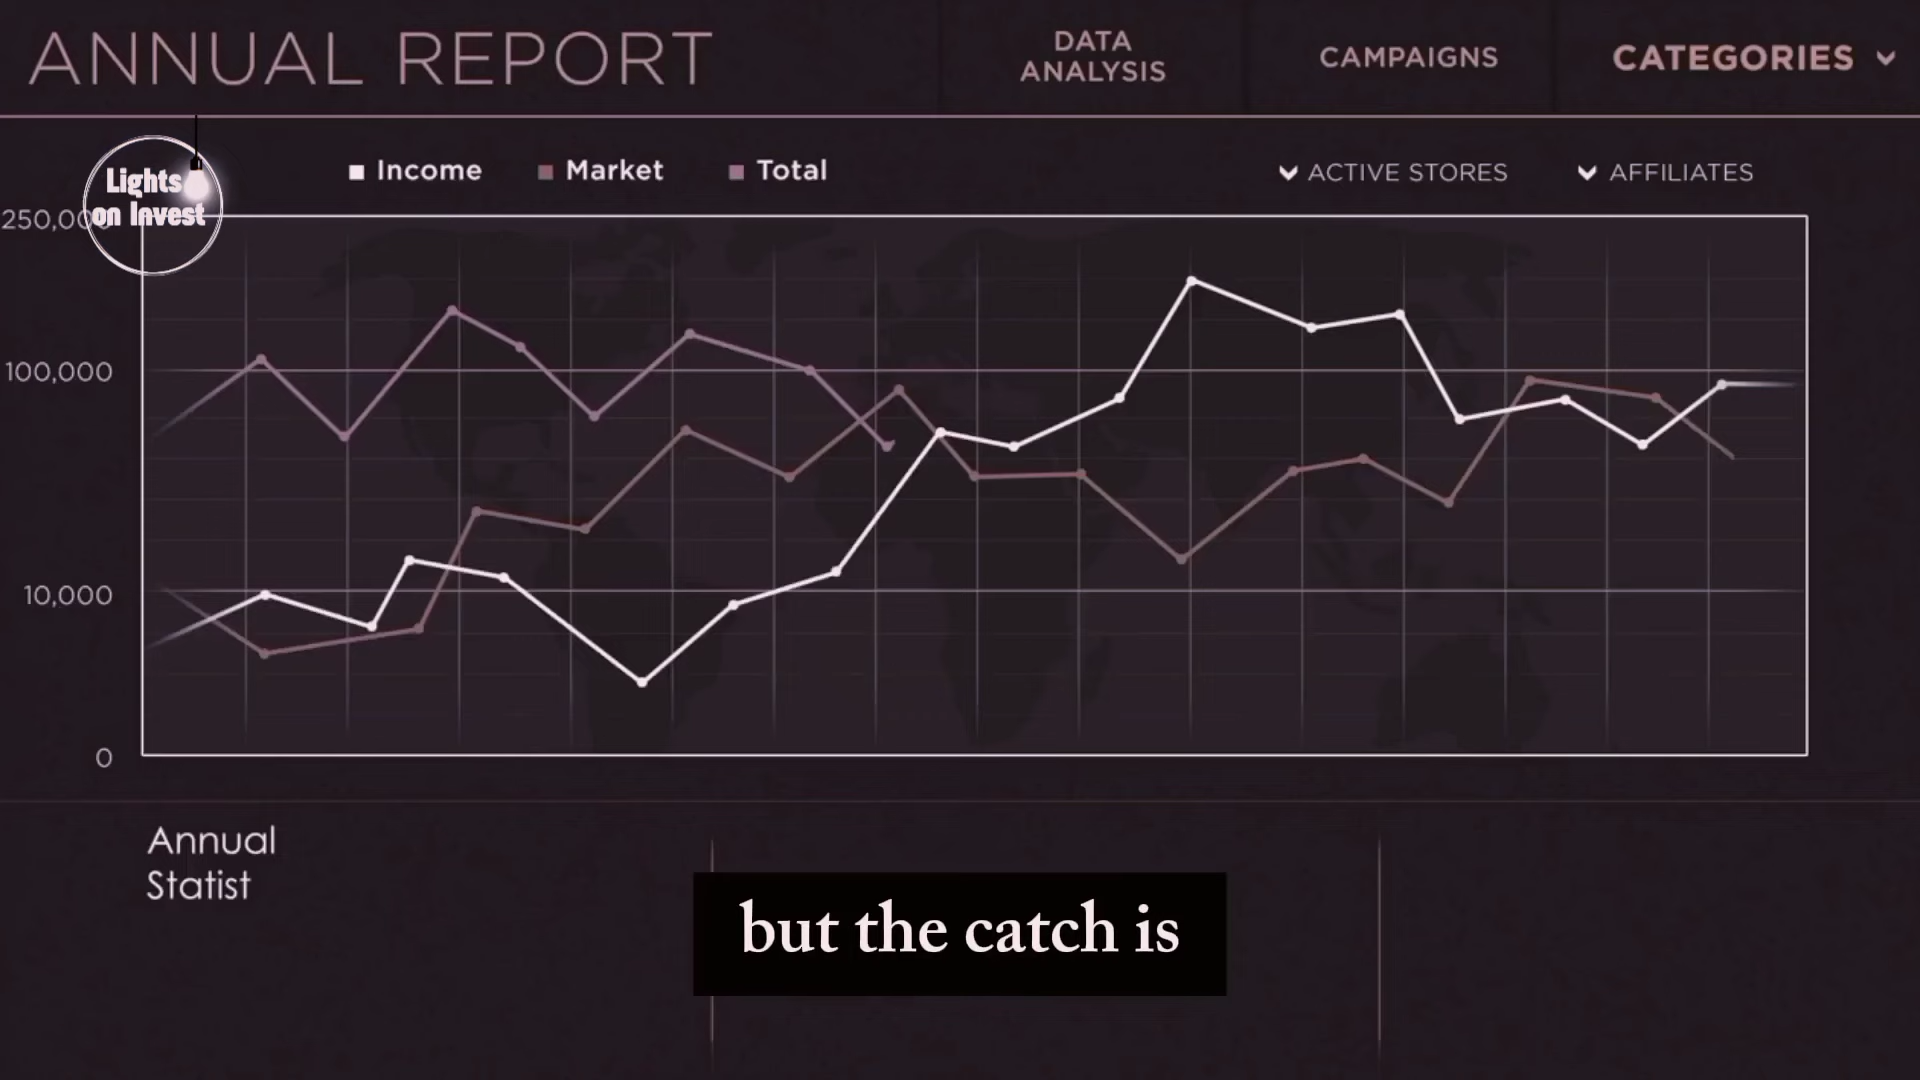 ANNUAL REPORT
DATA
ANALYSIS
CAMPAIGNS
CATEGORIES
Lights
on Invest
Income
Market
Total
ACTIVE STORES
AFFILIATES
250,000
100,000
10,000
0
Annual
Statist
but the catch is